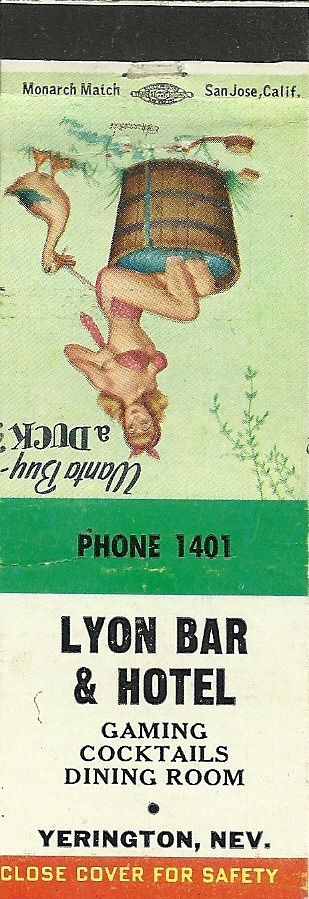 Monarch Match San Jose, Calif.
Wanta Buy-
a DUCK?
PHONE 1401
LYON BAR
& HOTEL
GAMING
COCKTAILS
DINING ROOM
YERINGTON, NEV.
CLOSE COVER FOR SAFETY